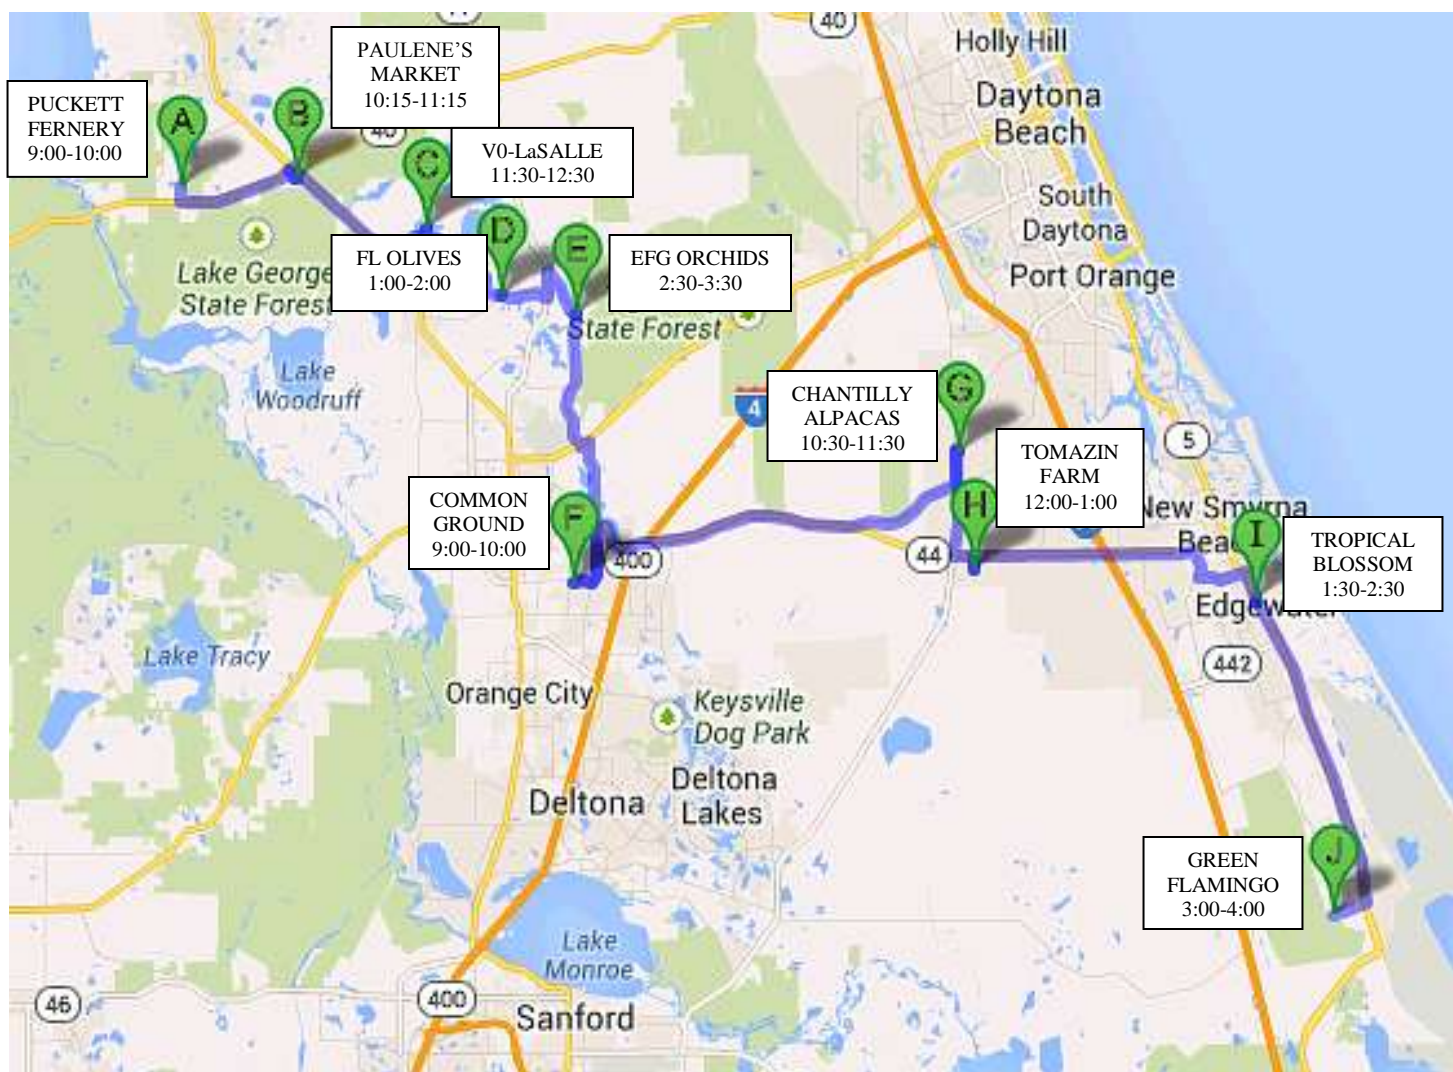 40
Holly Hill
Daytona
Beach
PAULENE'S
MARKET
10:15-11:15
PUCKETT
FERNERY
9:00-10:00
A
B
40
C
V0-LaSALLE
11:30-12:30
South
Daytona
Port Orange
Lake George
State Forest
FL OLIVES
1:00-2:00
D
E
EFG ORCHIDS
2:30-3:30
State Forest
Lake
Woodruff
4
CHANTILLY
ALPACAS
10:30-11:30
G
5
TOMAZIN
FARM
12:00-1:00
COMMON
GROUND
9:00-10:00
F
400
44
H
New Smyrna
Beach
I
TROPICAL
BLOSSOM
1:30-2:30
Edgewater
442
Lake Tracy
Orange City
Keysville
Dog Park
Deltona
Lakes
Deltona
GREEN
FLAMINGO
3:00-4:00
J
Lake
Monroe
46
400
Sanford